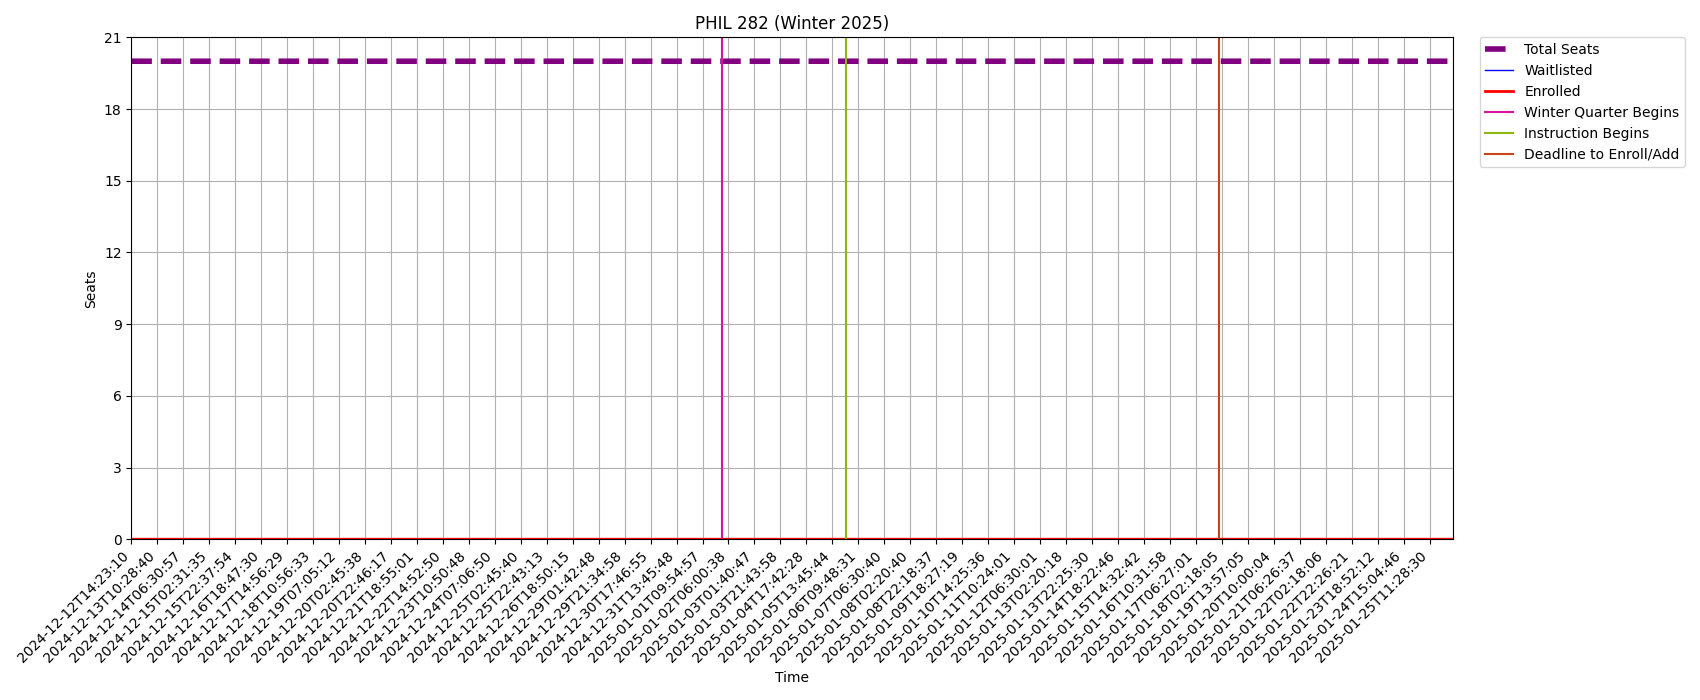 PHIL 282 (Winter 2025)
21
18
15
12
9
6
3
0
Seats
Total Seats
Waitlisted
Enrolled
Winter Quarter Begins
Instruction Begins
Deadline to Enroll/Add
2024-12-12T14:23:10
2024-12-13T10:28:40
2024-12-14T06:30:57
2024-12-15T02:31:35
2024-12-15T22:37:54
2024-12-16T18:47:30
2024-12-17T14:56:29
2024-12-18T10:56:33
2024-12-19T07:05:12
2024-12-20T02:45:38
2024-12-20T22:46:17
2024-12-21T18:55:01
2024-12-22T14:52:50
2024-12-23T10:50:48
2024-12-24T07:06:50
2024-12-25T02:45:40
2024-12-25T22:43:13
2024-12-26T18:50:15
2024-12-29T01:42:48
2024-12-29T21:34:58
2024-12-30T17:46:55
2024-12-31T13:45:48
2025-01-01T09:54:57
2025-01-02T06:00:38
2025-01-03T01:40:47
2025-01-03T21:43:58
2025-01-04T17:42:28
2025-01-05T13:45:44
2025-01-06T09:48:31
2025-01-07T06:30:40
2025-01-08T02:20:40
2025-01-08T22:18:37
2025-01-09T18:27:19
2025-01-10T14:25:36
2025-01-11T10:24:01
2025-01-12T06:30:01
2025-01-13T02:20:18
2025-01-13T22:25:30
2025-01-14T18:22:46
2025-01-15T14:32:42
2025-01-16T10:31:58
2025-01-17T06:27:01
2025-01-18T02:18:05
2025-01-19T13:57:05
2025-01-20T10:00:04
2025-01-21T06:26:37
2025-01-22T02:18:06
2025-01-22T22:26:21
2025-01-23T18:52:12
2025-01-24T15:04:46
2025-01-25T11:28:30
Time